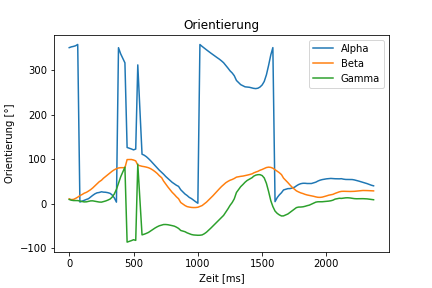 Orientierung
Alpha
Beta
Gamma
Orientierung [°]
300
200
100
0
−100
0
500
1000
1500
2000
Zeit [ms]